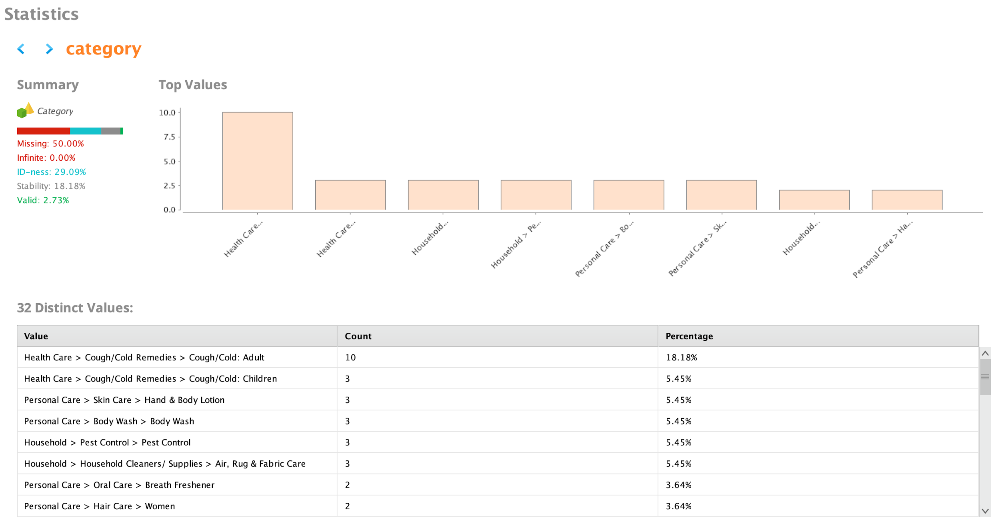 Statistics
category
Summary
Top Values
Category
Missing: 50.00%
Infinite: 0.00%
ID-ness: 29.09%
Stability: 18.18%
Valid: 2.73%
10.0
7.5
5.0
2.5
0.0
Health Care...
Health Care...
Household...
Household > Pe...
Personal Care > Bo...
Personal Care > Sk...
Household...
Personal Care > Ha...
32 Distinct Values:
Value Count Percentage
Health Care > Cough/Cold Remedies > Cough/Cold: Adult 10 18.18%
Health Care > Cough/Cold Remedies > Cough/Cold: Children 3 5.45%
Personal Care > Skin Care > Hand & Body Lotion 3 5.45%
Personal Care > Body Wash > Body Wash 3 5.45%
Household > Pest Control > Pest Control 3 5.45%
Household > Household Cleaners/ Supplies > Air, Rug & Fabric Care 3 5.45%
Personal Care > Oral Care > Breath Freshener 2 3.64%
Personal Care > Hair Care > Women 2 3.64%